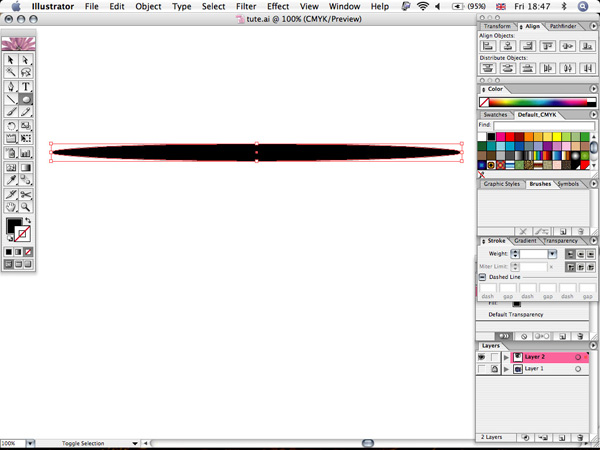 Illustrator File Edit Object Type Select Filter Effect View Window Help (95%) Fri 18:47
tute.ai @ 100% (CMYK/Preview)
Transform Align Pathfinder
Align Objects:
Distribute Objects:
Color
Swatches Default_CMYK
Find:
Graphic Styles Brushes Symbols
Stroke Gradient Transparency
Weight:
Miter Limit: x
Dashed Line
dash gap dash gap dash gap
Fill:
Default Transparency
Layers
Layer 2
Layer 1
2 Layers
100% Toggle Selection